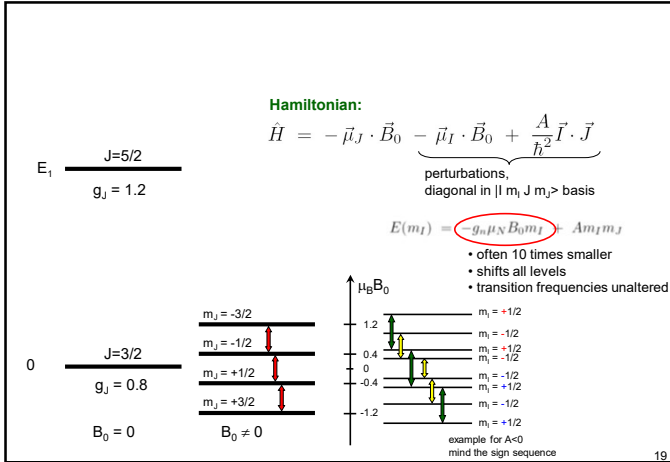 Hamiltonian:
Ĥ = − μ⃗_J · B⃗_0 − μ⃗_I · B⃗_0 + A/ħ² I⃗ · J⃗
perturbations,
diagonal in |I m_I J m_J> basis
E(m_I) = −g_n μ_N B_0 m_I + A m_I m_J
• often 10 times smaller
• shifts all levels
• transition frequencies unaltered
J=5/2
E_1
g_J = 1.2
μ_B B_0
m_J = -3/2
m_J = -1/2
m_J = +1/2
m_J = +3/2
J=3/2
0
g_J = 0.8
B_0 = 0
B_0 ≠ 0
1.2
0.4
0
-0.4
-1.2
m_I = +1/2
m_I = -1/2
m_I = +1/2
m_I = -1/2
m_I = -1/2
m_I = +1/2
m_I = -1/2
m_I = +1/2
example for A<0
mind the sign sequence
19